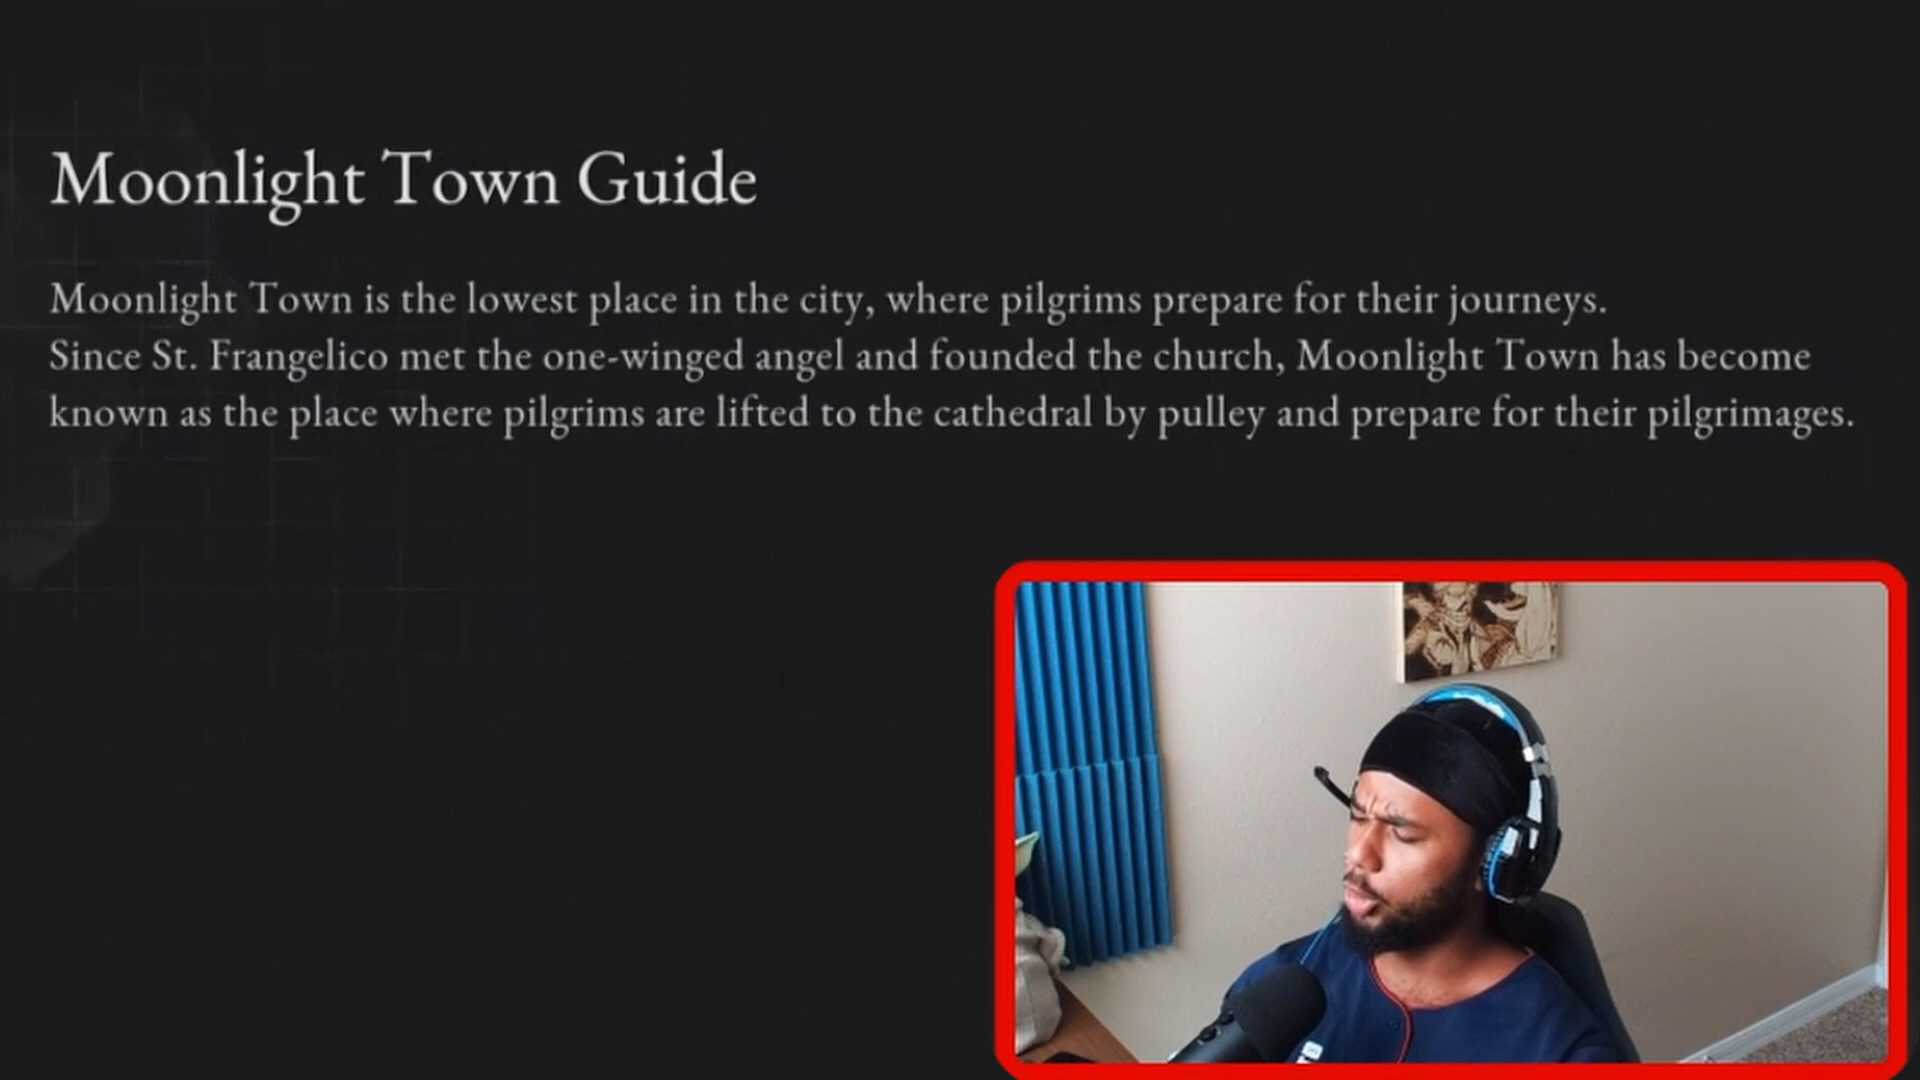 Moonlight Town Guide
Moonlight Town is the lowest place in the city, where pilgrims prepare for their journeys.
Since St. Frangelico met the one-winged angel and founded the church, Moonlight Town has become
known as the place where pilgrims are lifted to the cathedral by pulley and prepare for their pilgrimages.